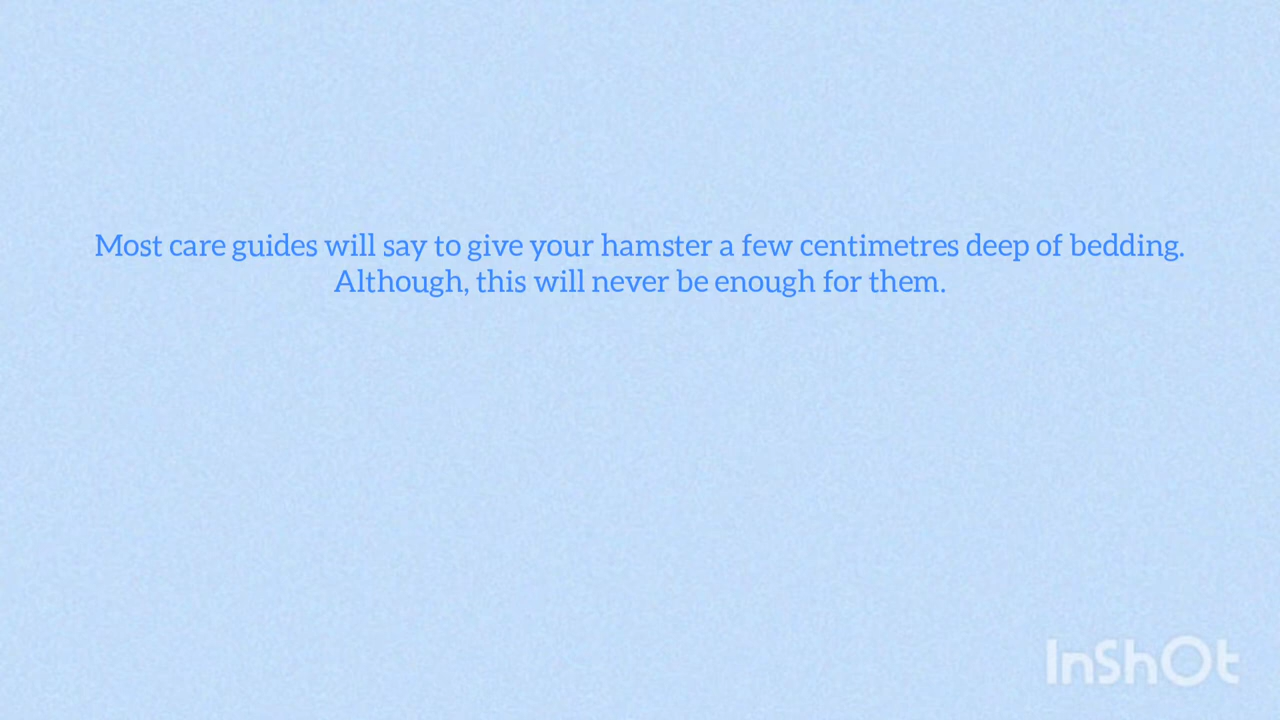 Most care guides will say to give your hamster a few centimetres deep of bedding.
Although, this will never be enough for them.
InShOt